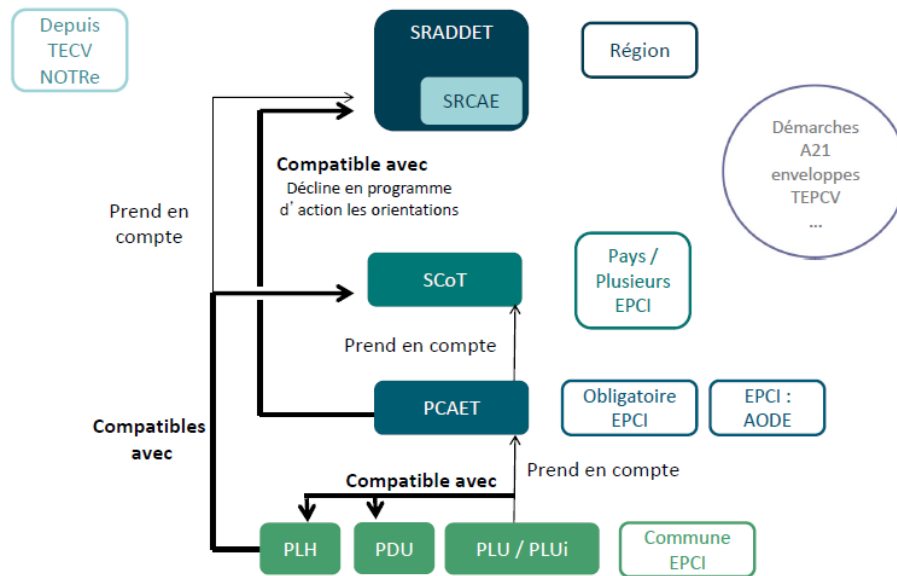 Depuis
TECV
NOTRe
SRADDET
SRCAE
Région
Démarches
A21
enveloppes
TEPCV
...
Compatible avec
Décline en programme
d’ action les orientations
Prend en
compte
SCoT
Pays /
Plusieurs
EPCI
Prend en compte
PCAET
Obligatoire
EPCI
EPCI :
AODE
Compatibles
avec
Compatible avec
Prend en compte
PLH
PDU
PLU / PLUi
Commune
EPCI